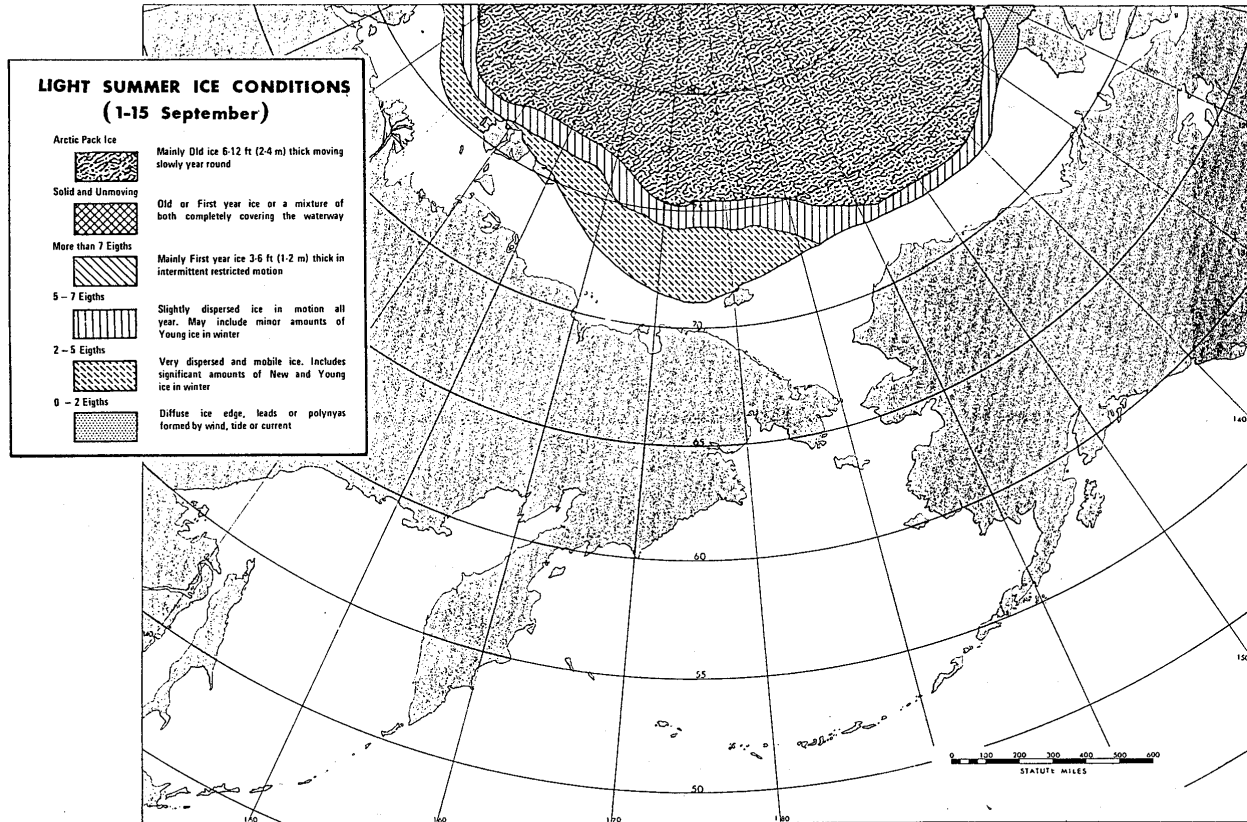 LIGHT SUMMER ICE CONDITIONS
(1-15 September)
Arctic Pack Ice
Mainly Old ice 6-12 ft (2-4 m) thick moving
slowly year round
Solid and Unmoving
Old or First year ice or a mixture of
both completely covering the waterway
More than 7 Eigths
Mainly First year ice 3-6 ft (1-2 m) thick in
intermittent restricted motion
5 – 7 Eigths
Slightly dispersed ice in motion all
year. May include minor amounts of
Young ice in winter
2 – 5 Eigths
Very dispersed and mobile ice. Includes
significant amounts of New and Young
ice in winter
0 – 2 Eigths
Diffuse ice edge, leads or polynyas
formed by wind, tide or current
75
70
65
60
55
50
140
150
150
160
170
180
0 100 200 300 400 500 600
STATUTE MILES